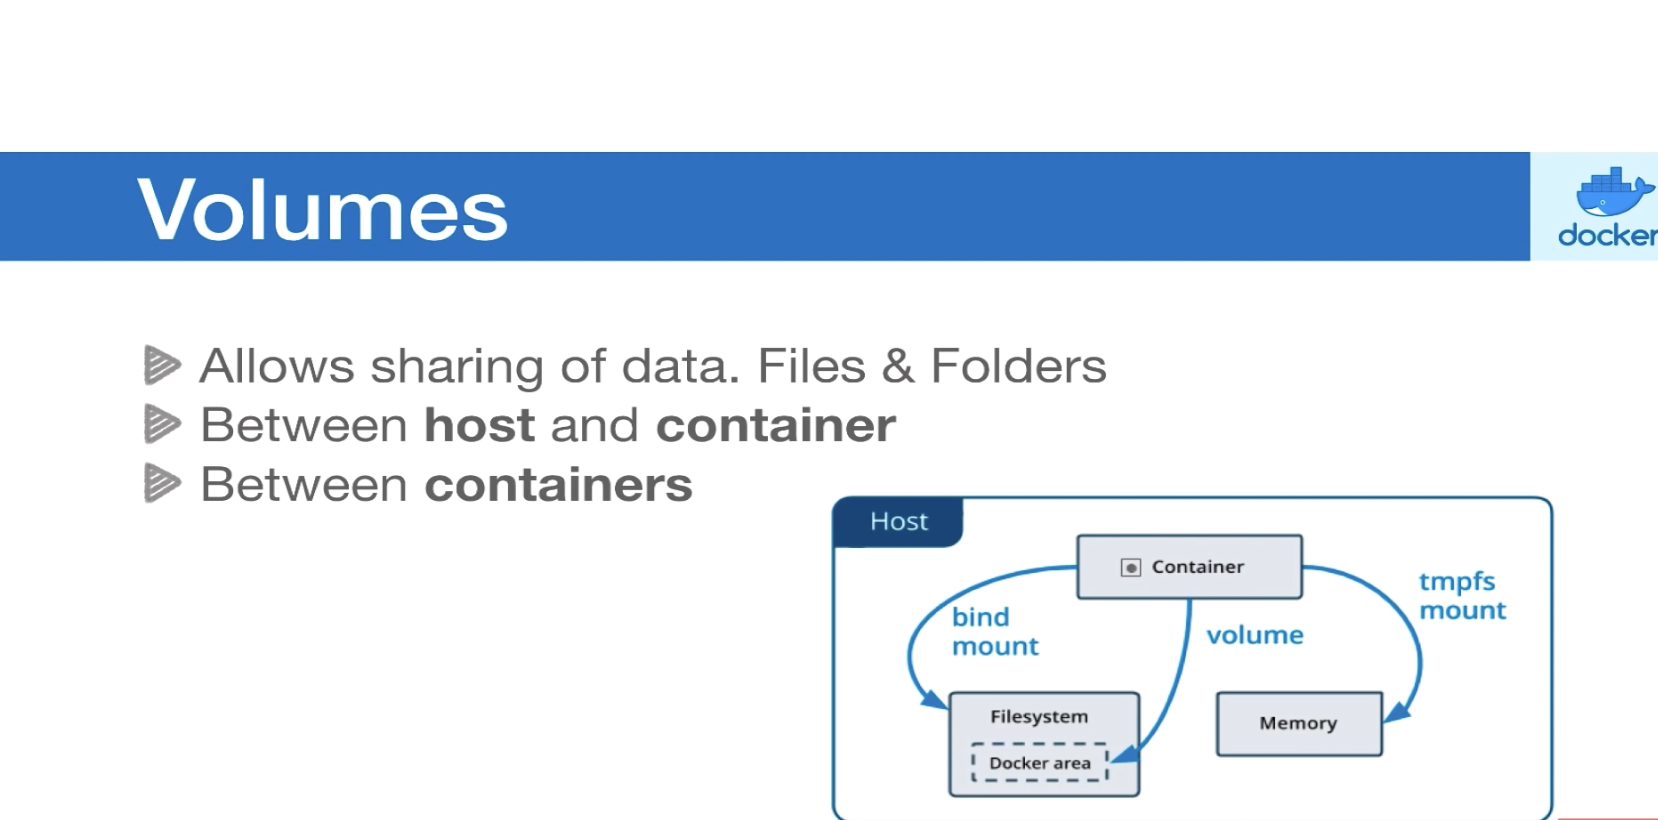 Volumes
docker
Allows sharing of data. Files & Folders
Between host and container
Between containers
Host
Container
bind
mount
volume
tmpfs
mount
Filesystem
Docker area
Memory